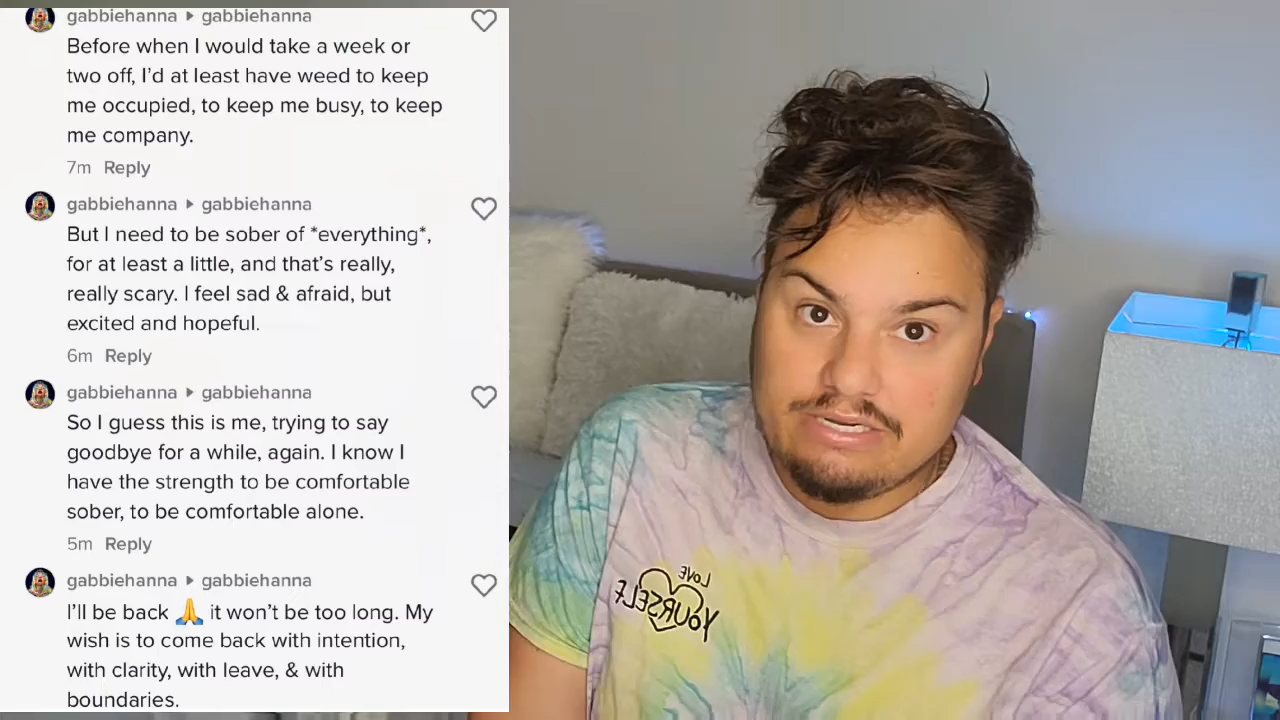 gabbiehanna ▸ gabbiehanna
Before when I would take a week or
two off, I'd at least have weed to keep
me occupied, to keep me busy, to keep
me company.
7m Reply
gabbiehanna ▸ gabbiehanna
But I need to be sober of *everything*,
for at least a little, and that's really,
really scary. I feel sad & afraid, but
excited and hopeful.
6m Reply
gabbiehanna ▸ gabbiehanna
So I guess this is me, trying to say
goodbye for a while, again. I know I
have the strength to be comfortable
sober, to be comfortable alone.
5m Reply
gabbiehanna ▸ gabbiehanna
I'll be back 🙏 it won't be too long. My
wish is to come back with intention,
with clarity, with leave, & with
boundaries.
LOVE
YOURSELF